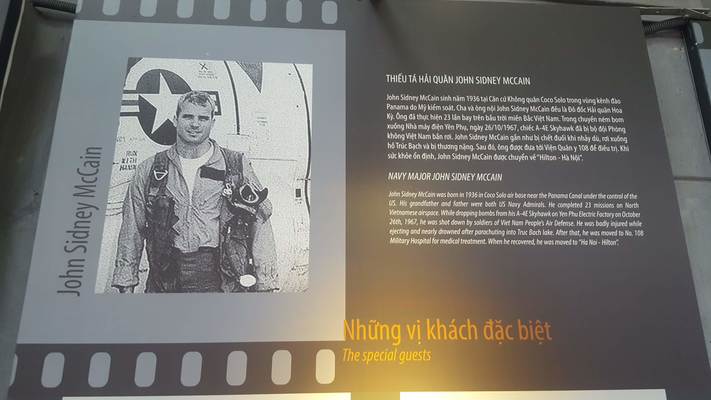 John Sidney McCain
THIẾU TÁ HẢI QUÂN JOHN SIDNEY MCCAIN
John Sidney McCain sinh năm 1936 tại Căn cứ Không quân Coco Solo trong vùng kênh đào
Panama do Mỹ kiểm soát. Cha và ông nội John Sidney McCain đều là Đô đốc Hải quân Hoa
Kỳ. Ông đã thực hiện 23 lần bay trên bầu trời miền Bắc Việt Nam. Trong chuyến ném bom
xuống Nhà máy điện Yên Phụ, ngày 26/10/1967, chiếc A-4E Skyhawk đã bị bộ đội Phòng
không Việt Nam bắn rơi. John Sidney McCain gần như bị chết đuối khi nhảy dù, rơi xuống
hồ Trúc Bạch và bị thương nặng. Sau đó, ông được đưa tới Viện Quân y 108 để điều trị. Khi
sức khỏe ổn định, John Sidney McCain được chuyển về "Hilton - Hà Nội".
NAVY MAJOR JOHN SIDNEY MCCAIN
John Sidney McCain was born in 1936 in Coco Solo air base near the Panama Canal under the control of the
US. His grandfather and father were both US Navy Admirals. He completed 23 missions on North
Vietnamese airspace. While dropping bombs from his A-4E Skyhawk on Yen Phu Electric Factory on October
26th, 1967, he was shot down by soldiers of Viet Nam People's Air Defense. He was badly injured while
ejecting and nearly drowned after parachuting into Truc Bach lake. After that, he was moved to No. 108
Military Hospital for medical treatment. When he recovered, he was moved to "Ha Noi - Hilton".
Những vị khách đặc biệt
The special guests